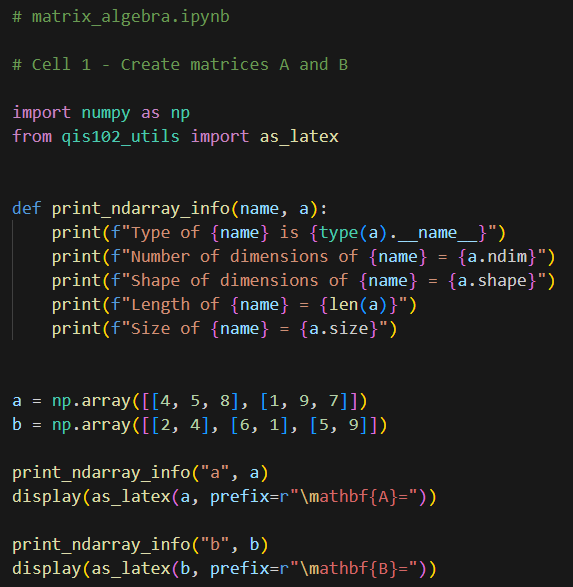 # matrix_algebra.ipynb
# Cell 1 - Create matrices A and B
import numpy as np
from qis102_utils import as_latex
def print_ndarray_info(name, a):
    print(f"Type of {name} is {type(a).__name__}")
    print(f"Number of dimensions of {name} = {a.ndim}")
    print(f"Shape of dimensions of {name} = {a.shape}")
    print(f"Length of {name} = {len(a)}")
    print(f"Size of {name} = {a.size}")
a = np.array([[4, 5, 8], [1, 9, 7]])
b = np.array([[2, 4], [6, 1], [5, 9]])
print_ndarray_info("a", a)
display(as_latex(a, prefix=r"\mathbf{A}="))
print_ndarray_info("b", b)
display(as_latex(b, prefix=r"\mathbf{B}="))